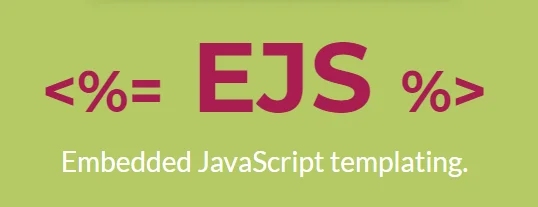 <%= EJS %>
Embedded JavaScript templating.